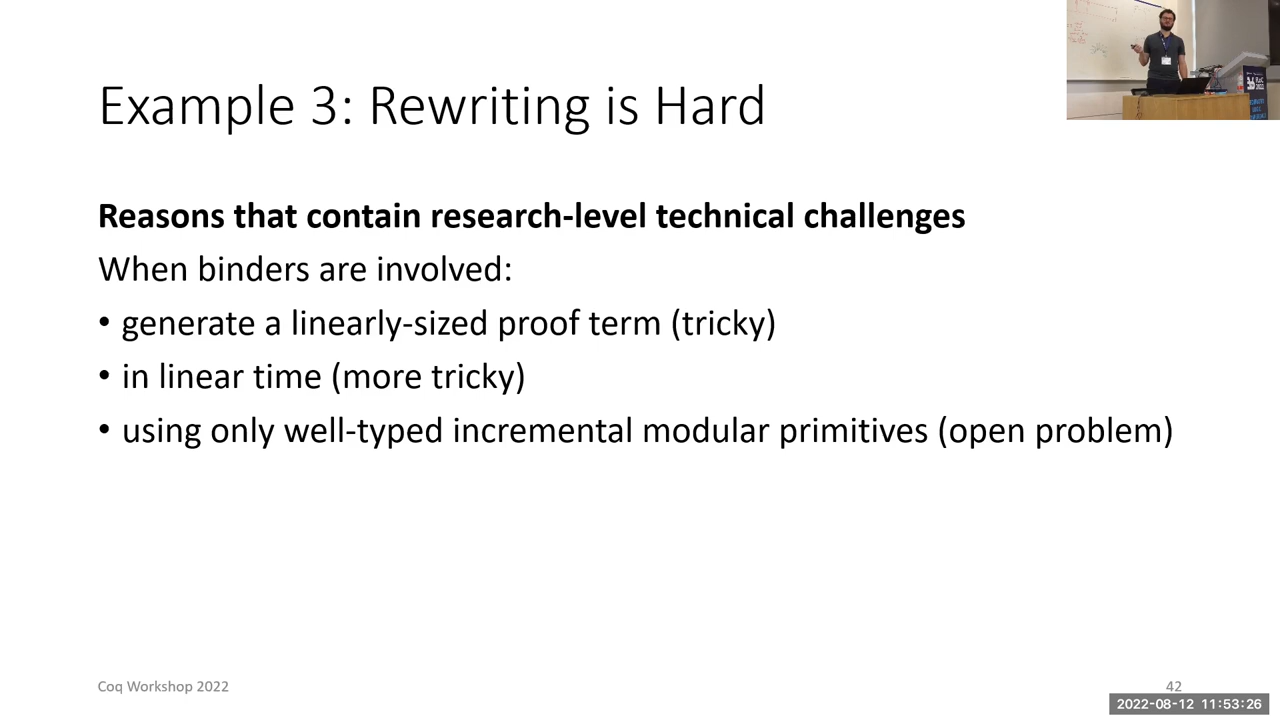 Example 3: Rewriting is Hard
Reasons that contain research-level technical challenges
When binders are involved:
• generate a linearly-sized proof term (tricky)
• in linear time (more tricky)
• using only well-typed incremental modular primitives (open problem)
Coq Workshop 2022
42
2022-08-12 11:53:26